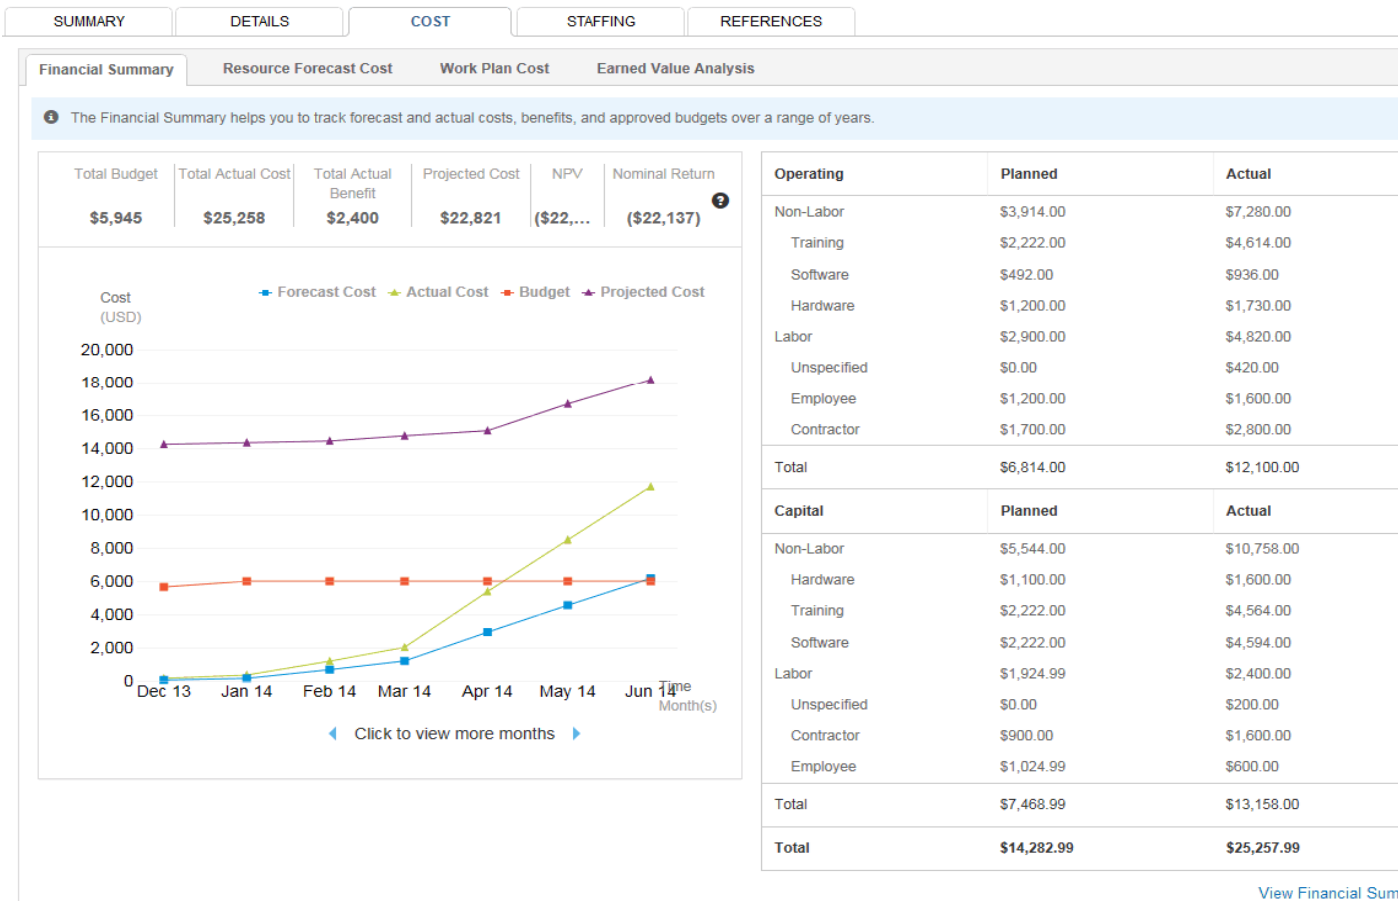 SUMMARY DETAILS COST STAFFING REFERENCES
Financial Summary Resource Forecast Cost Work Plan Cost Earned Value Analysis
The Financial Summary helps you to track forecast and actual costs, benefits, and approved budgets over a range of years.
Total Budget Total Actual Cost Total Actual Benefit Projected Cost NPV Nominal Return
$5,945 $25,258 $2,400 $22,821 ($22,... ($22,137)
Cost
(USD)
Forecast Cost Actual Cost Budget Projected Cost
20,000
18,000
16,000
14,000
12,000
10,000
8,000
6,000
4,000
2,000
0
Dec 13 Jan 14 Feb 14 Mar 14 Apr 14 May 14 Jun 14
Time
Month(s)
Click to view more months
Operating Planned Actual
Non-Labor $3,914.00 $7,280.00
Training $2,222.00 $4,614.00
Software $492.00 $936.00
Hardware $1,200.00 $1,730.00
Labor $2,900.00 $4,820.00
Unspecified $0.00 $420.00
Employee $1,200.00 $1,600.00
Contractor $1,700.00 $2,800.00
Total $6,814.00 $12,100.00
Capital Planned Actual
Non-Labor $5,544.00 $10,758.00
Hardware $1,100.00 $1,600.00
Training $2,222.00 $4,564.00
Software $2,222.00 $4,594.00
Labor $1,924.99 $2,400.00
Unspecified $0.00 $200.00
Contractor $900.00 $1,600.00
Employee $1,024.99 $600.00
Total $7,468.99 $13,158.00
Total $14,282.99 $25,257.99
View Financial Sum